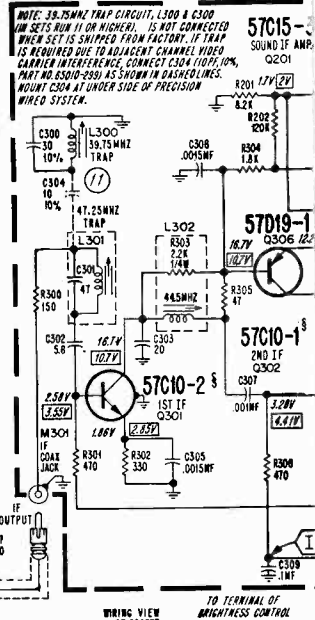 NOTE: 39.75MHZ TRAP CIRCUIT, L300 & C300
(IN SETS RUN 11 OR HIGHER). IS NOT CONNECTED
WHEN SET IS SHIPPED FROM FACTORY. IF TRAP
IS REQUIRED DUE TO ADJACENT CHANNEL VIDEO
CARRIER INTERFERENCE, CONNECT C304 (10PF, 10%,
PART NO. 65D10-299) AS SHOWN IN DASHED LINES.
MOUNT C304 AT UNDER SIDE OF PRECISION
WIRED SYSTEM.
57C15-3
SOUND IF AMP.
Q201
R201 1.7V 2V
8.2K
R202
120K
C300
30
10%
L300
39.75MHZ
TRAP
C306
.0015MF
R304
1.8K
C304
10
10%
11
47.25MHZ
TRAP
L301
L302
57D19-1
Q306 12.2
R303
2.2K
1/4W
16.7V
10.7V
C301
47
R300
150
44.5MHZ
R305
47
C302
5.6
16.7V
10.7V
C303
20
57C10-1 §
2ND IF
Q302
57C10-2 §
1ST IF
Q301
C307
.001MF
2.58V
3.55V
3.28V
4.41V
1.86V
2.85V
M301
IF
COAX
JACK
R301
470
R302
330
C305
.0015MF
R306
470
IF
OUTPUT
C309
.1MF
I
WIRING VIEW
TO TERMINAL OF
BRIGHTNESS CONTROL